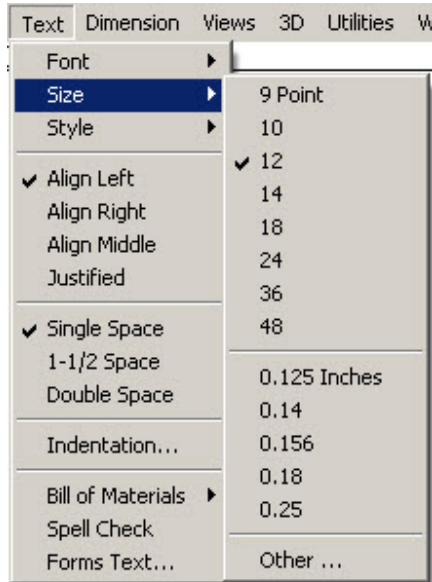 Text Dimension Views 3D Utilities
Font
Size
Style
Align Left
Align Right
Align Middle
Justified
Single Space
1-1/2 Space
Double Space
Indentation...
Bill of Materials
Spell Check
Forms Text...
9 Point
10
12
14
18
24
36
48
0.125 Inches
0.14
0.156
0.18
0.25
Other ...